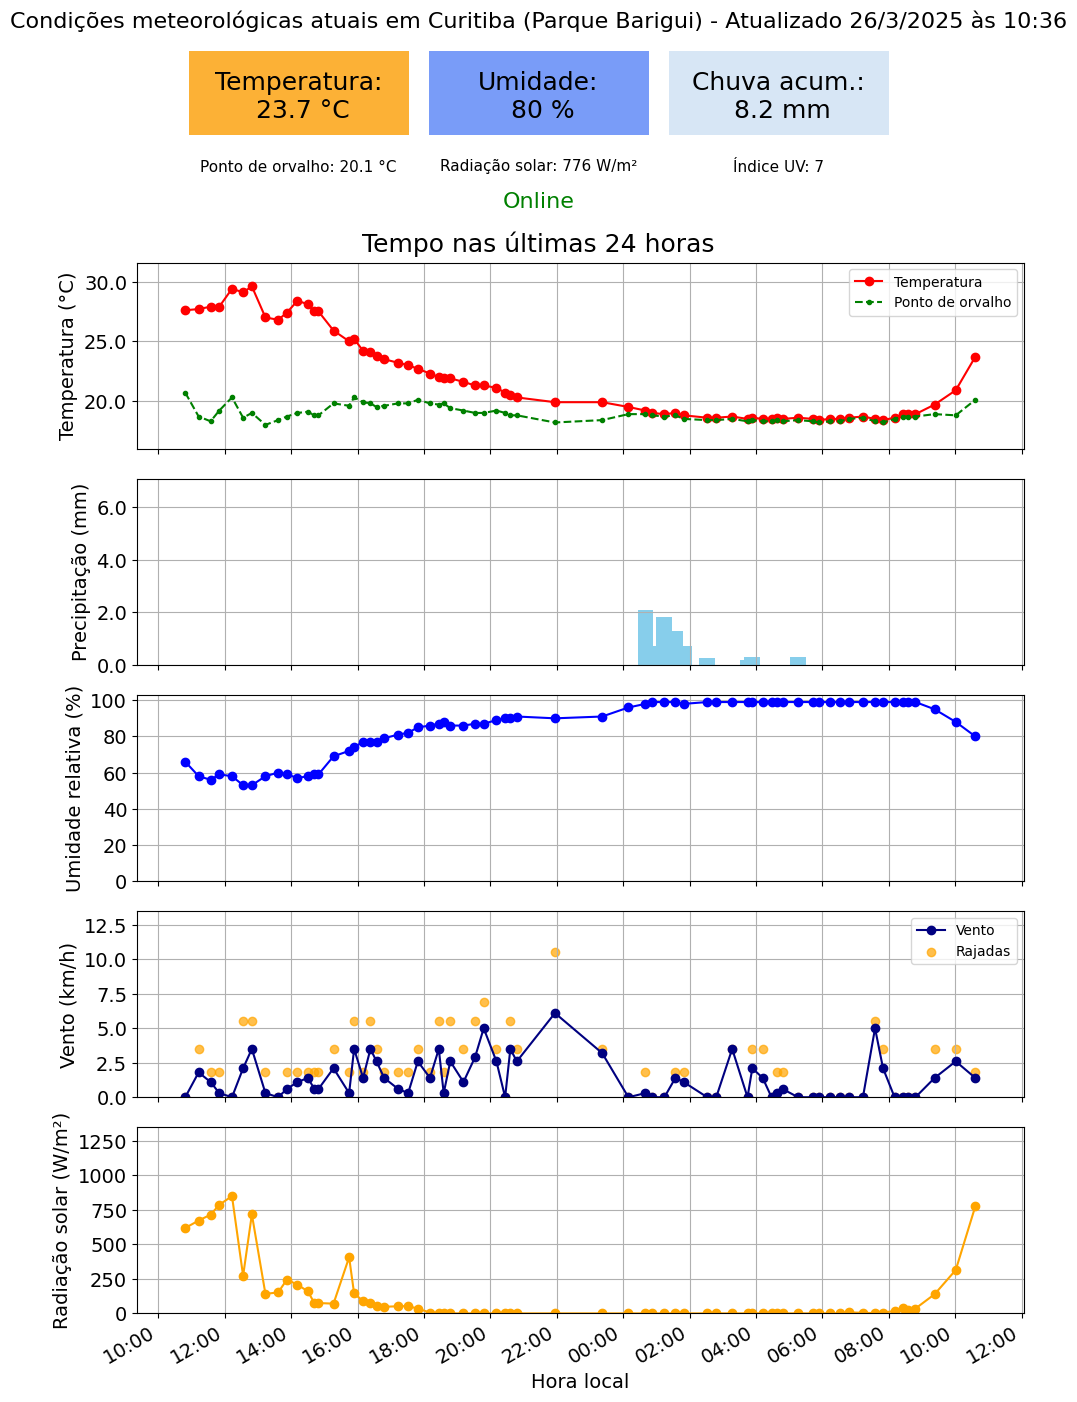 Condições meteorológicas atuais em Curitiba (Parque Barigui) - Atualizado 26/3/2025 às 10:36
Temperatura:
23.7 °C
Umidade:
80 %
Chuva acum.:
8.2 mm
Ponto de orvalho: 20.1 °C
Radiação solar: 776 W/m²
Índice UV: 7
Online
Tempo nas últimas 24 horas
Temperatura (°C)
30.0
25.0
20.0
Temperatura
Ponto de orvalho
Precipitação (mm)
6.0
4.0
2.0
0.0
Umidade relativa (%)
100
80
60
40
20
0
Vento (km/h)
12.5
10.0
7.5
5.0
2.5
0.0
Vento
Rajadas
Radiação solar (W/m²)
1250
1000
750
500
250
0
10:00
12:00
14:00
16:00
18:00
20:00
22:00
00:00
02:00
04:00
06:00
08:00
10:00
12:00
Hora local